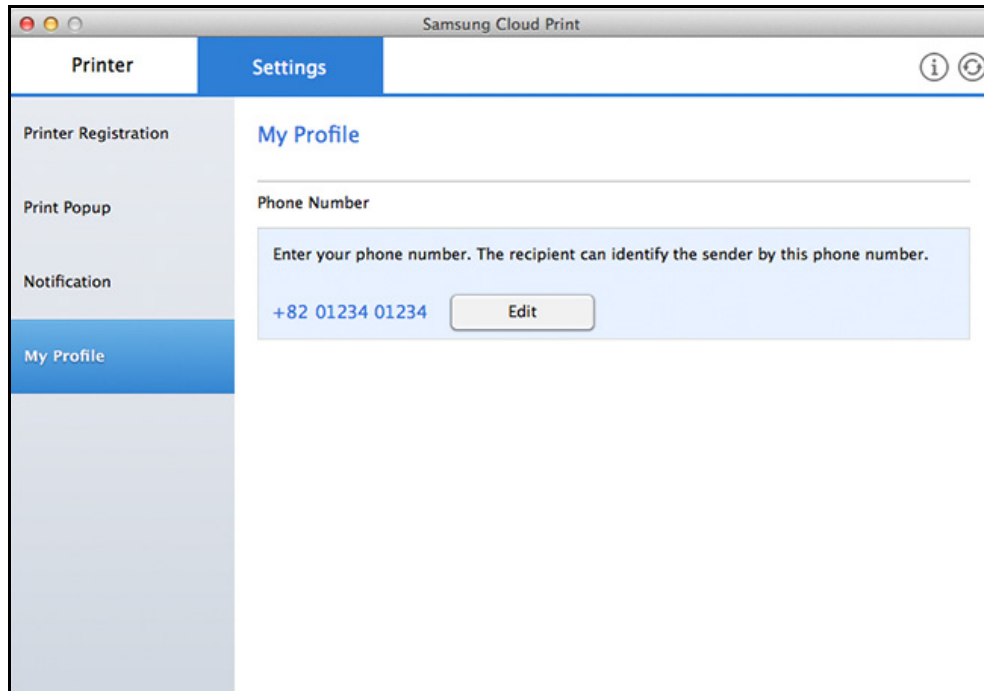 Samsung Cloud Print
Printer
Settings
Printer Registration
Print Popup
Notification
My Profile
My Profile
Phone Number
Enter your phone number. The recipient can identify the sender by this phone number.
+82 01234 01234
Edit